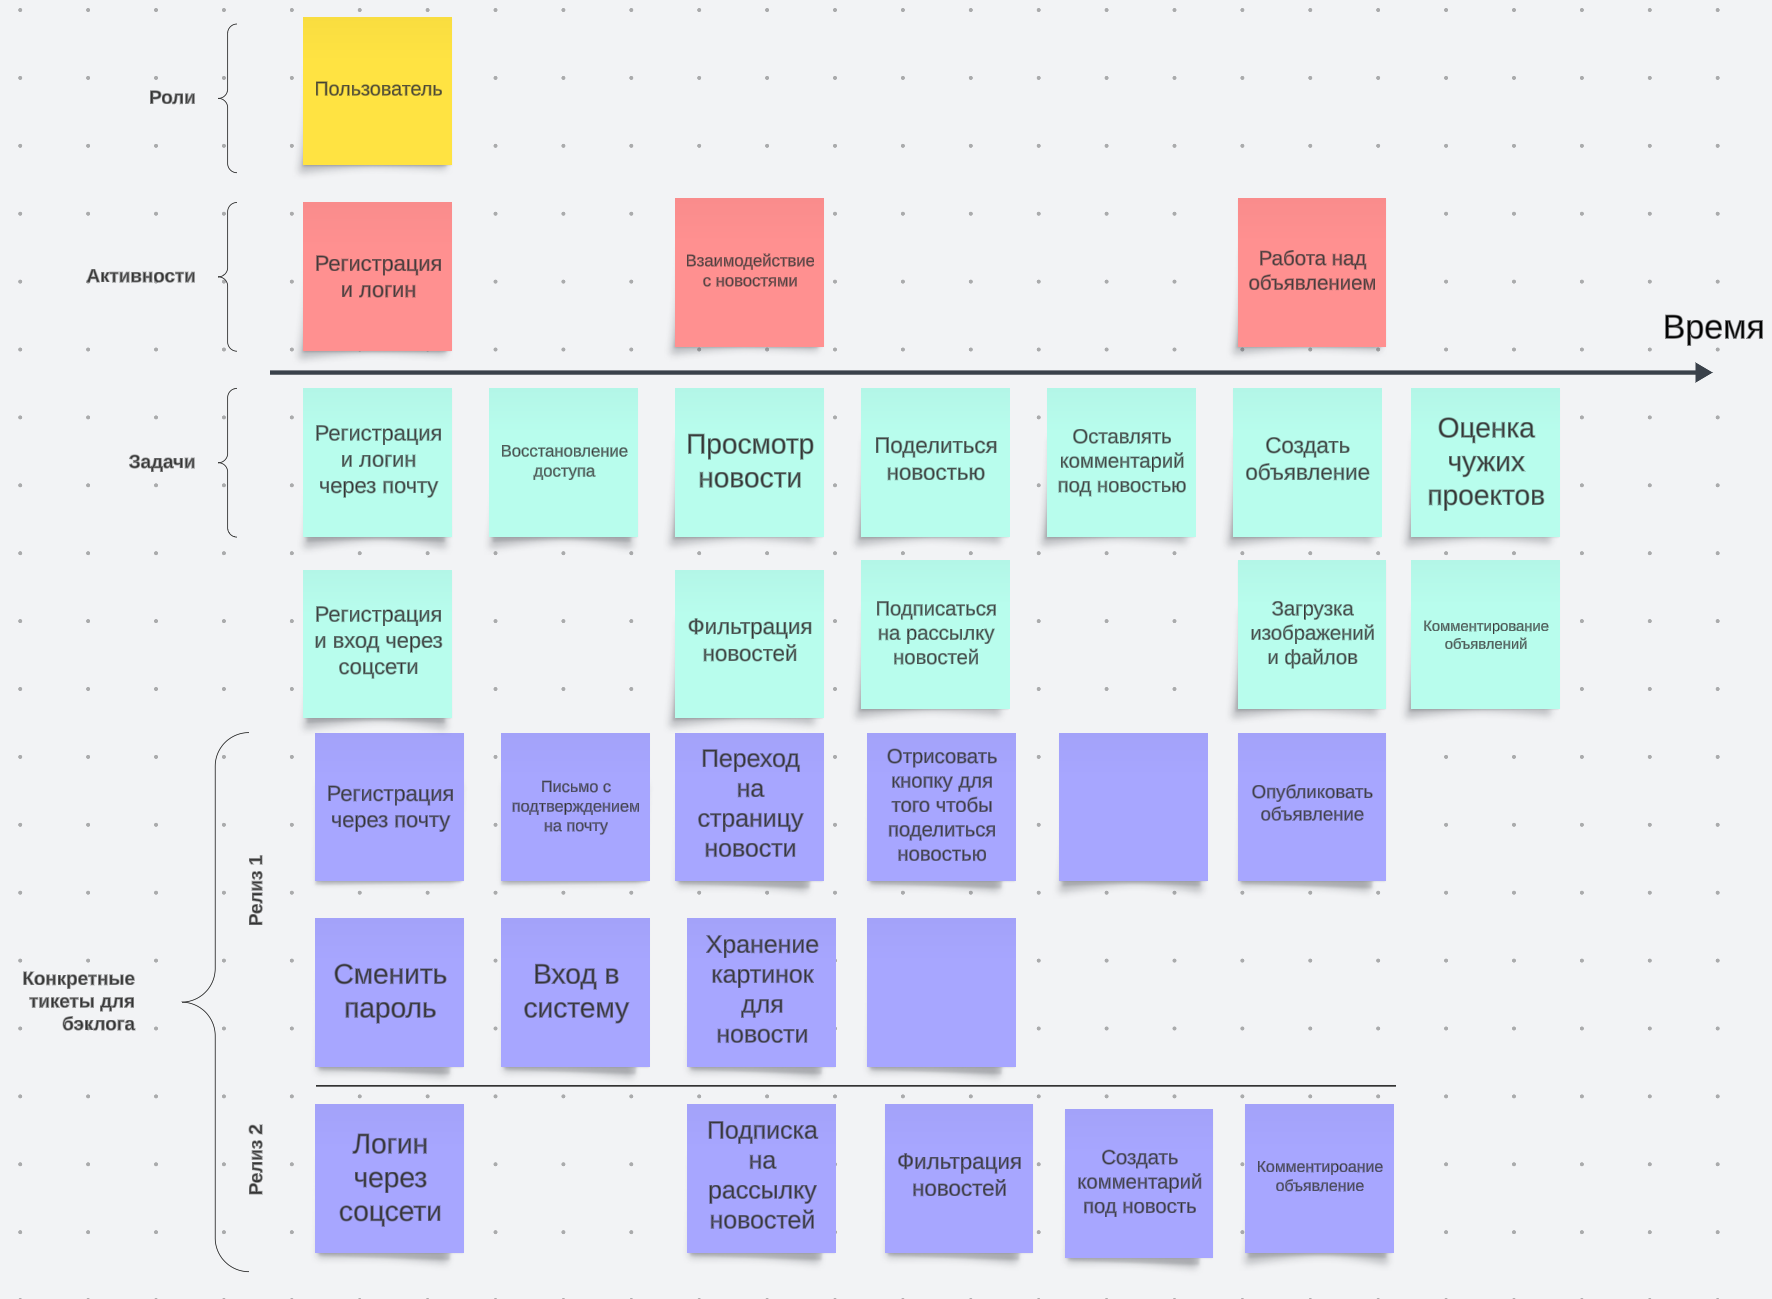 Роли
Пользователь
Активности
Регистрация
и логин
Взаимодействие
с новостями
Работа над
объявлением
Время
Задачи
Регистрация
и логин
через почту
Восстановление
доступа
Просмотр
новости
Поделиться
новостью
Оставлять
комментарий
под новостью
Создать
объявление
Оценка
чужих
проектов
Регистрация
и вход через
соцсети
Фильтрация
новостей
Подписаться
на рассылку
новостей
Загрузка
изображений
и файлов
Комментирование
объявлений
Конкретные
тикеты для
бэклога
Релиз 1
Регистрация
через почту
Письмо с
подтверждением
на почту
Переход
на
страницу
новости
Отрисовать
кнопку для
того чтобы
поделиться
новостью
Опубликовать
объявление
Сменить
пароль
Вход в
систему
Хранение
картинок
для
новости
Релиз 2
Логин
через
соцсети
Подписка
на
рассылку
новостей
Фильтрация
новостей
Создать
комментарий
под новость
Комментироание
объявление